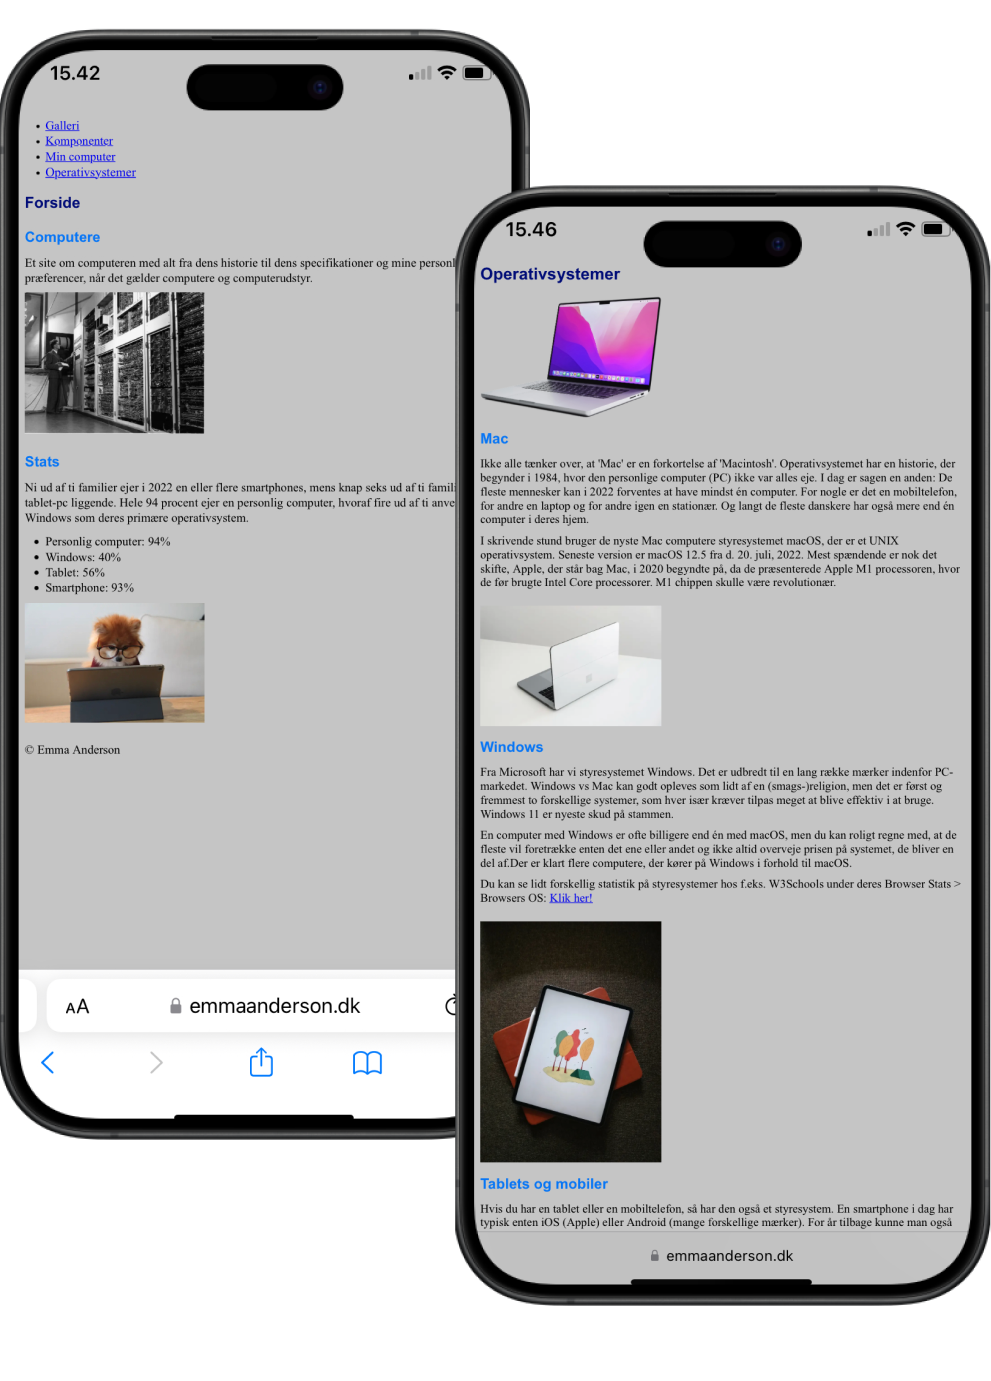 15.42
Galleri
Komponenter
Min computer
Operativsystemer
Forside
Computere
Et site om computeren med alt fra dens historie til dens specifikationer og mine
præferencer, når det gælder computere og computerudstyr.
Stats
Ni ud af ti familier ejer i 2022 en eller flere smartphones, mens knap seks ud af ti
tablet-pc liggende. Hele 94 procent ejer en personlig computer, hvoraf fire ud af ti
Windows som deres primære operativsystem.
Personlig computer: 94%
Windows: 40%
Tablet: 56%
Smartphone: 93%
© Emma Anderson
AA
emmaanderson.dk
15.46
Operativsystemer
Mac
Ikke alle tænker over, at 'Mac' er en forkortelse af 'Macintosh'. Operativsystemet har en historie, der
begynder i 1984, hvor den personlige computer (PC) ikke var alles eje. I dag er sagen en anden: De
fleste mennesker kan i 2022 forventes at have mindst én computer. For nogle er det en mobiltelefon,
for andre en laptop og for andre igen en stationær. Og langt de fleste danskere har også mere end én
computer i deres hjem.
I skrivende stund bruger de nyste Mac computere styresystemet macOS, der er et UNIX
operativsystem. Seneste version er macOS 12.5 fra d. 20. juli, 2022. Mest spændende er nok det
skifte, Apple, der står bag Mac, i 2020 begyndte på, da de præsenterede Apple M1 processoren, hvor
de før brugte Intel Core processorer. M1 chippen skulle være revolutionær.
Windows
Fra Microsoft har vi styresystemet Windows. Det er udbredt til en lang række mærker indenfor PC-
markedet. Windows vs Mac kan godt opleves som lidt af en (smags-)religion, men det er først og
fremmest to forskellige systemer, som hver især kræver tilpas meget at blive effektiv i at bruge.
Windows 11 er nyeste skud på stammen.
En computer med Windows er ofte billigere end én med macOS, men du kan roligt regne med, at de
fleste vil foretrække enten det ene eller andet og ikke altid overveje prisen på systemet, de bliver en
del af.Der er klart flere computere, der kører på Windows i forhold til macOS.
Du kan se lidt forskellig statistik på styresystemer hos f.eks. W3Schools under deres Browser Stats >
Browsers OS: Klik her!
Tablets og mobiler
Hvis du har en tablet eller en mobiltelefon, så har den også et styresystem. En smartphone i dag har
typisk enten iOS (Apple) eller Android (mange forskellige mærker). For år tilbage kunne man også
emmaanderson.dk